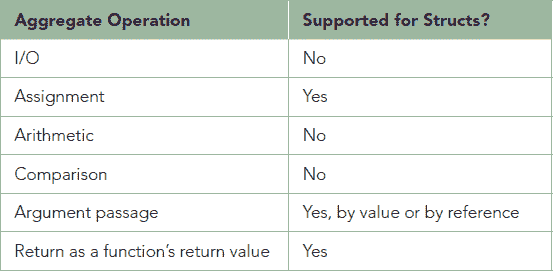 Aggregate Operation Supported for Structs?
I/O No
Assignment Yes
Arithmetic No
Comparison No
Argument passage Yes, by value or by reference
Return as a function's return value Yes